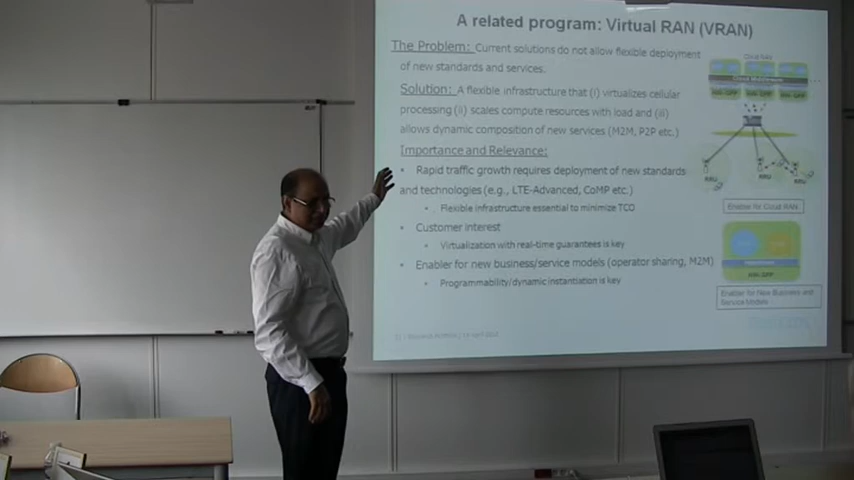 A related program: Virtual RAN (VRAN)
The Problem: Current solutions do not allow flexible deployment
of new standards and services.
Solution: A flexible infrastructure that (i) virtualizes cellular
processing (ii) scales compute resources with load and (iii)
allows dynamic composition of new services (M2M, P2P etc.)
Importance and Relevance:
• Rapid traffic growth requires deployment of new standards
and technologies (e.g., LTE-Advanced, CoMP etc.)
• Flexible infrastructure essential to minimize TCO
• Customer interest
• Virtualization with real-time guarantees is key
• Enabler for new business/service models (operator sharing, M2M)
• Programmability/dynamic instantiation is key
Cloud RAN
Cloud Middleware
RRU
RRU
RRU
Enabler for Cloud RAN
Enabler for New Business and
Service Models